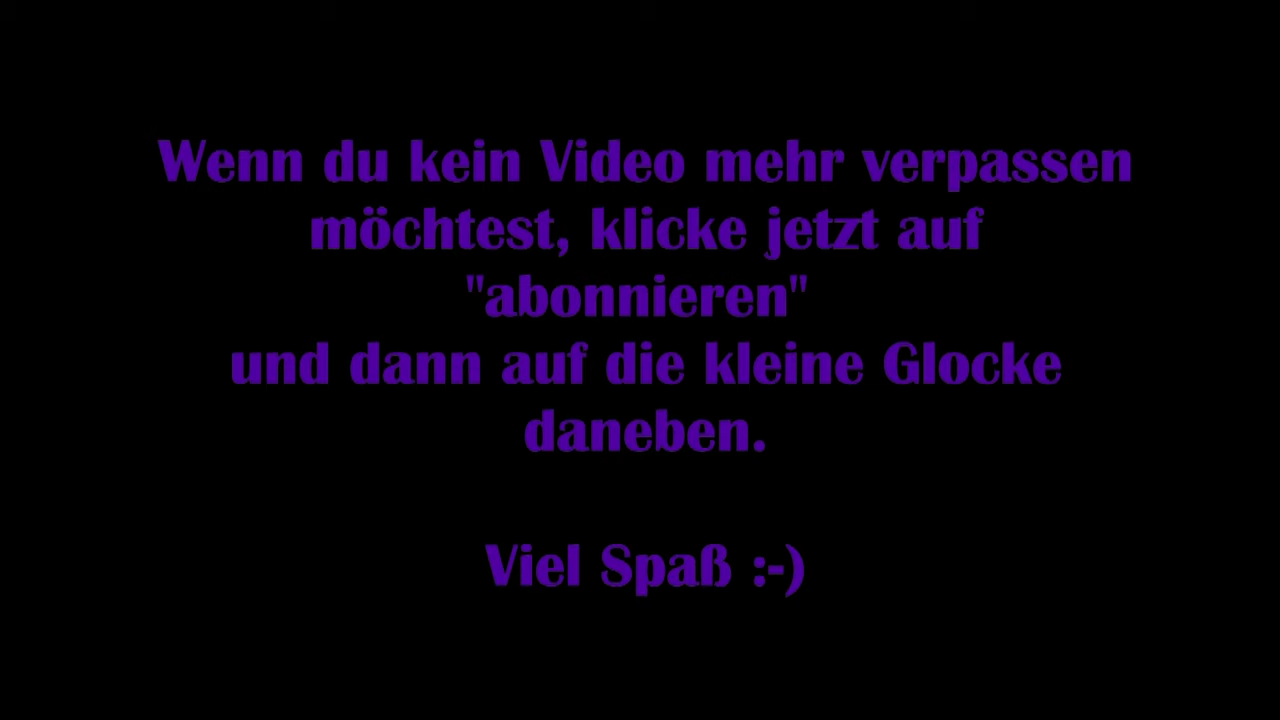 Wenn du kein Video mehr verpassen
möchtest, klicke jetzt auf
"abonnieren"
und dann auf die kleine Glocke
daneben.
Viel Spaß :-)